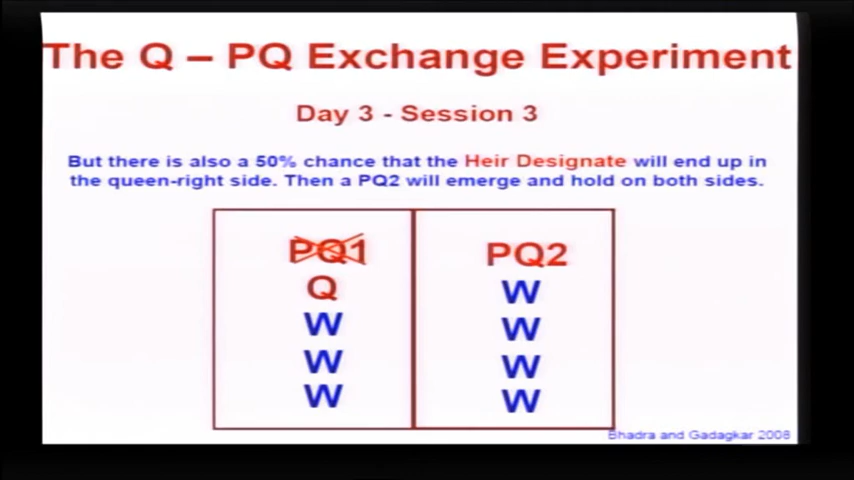 The Q – PQ Exchange Experiment
Day 3 - Session 3
But there is also a 50% chance that the Heir Designate will end up in
the queen-right side. Then a PQ2 will emerge and hold on both sides.
PQ1 PQ2
Q W
W W
W W
W W
Bhadra and Gadagkar 2008